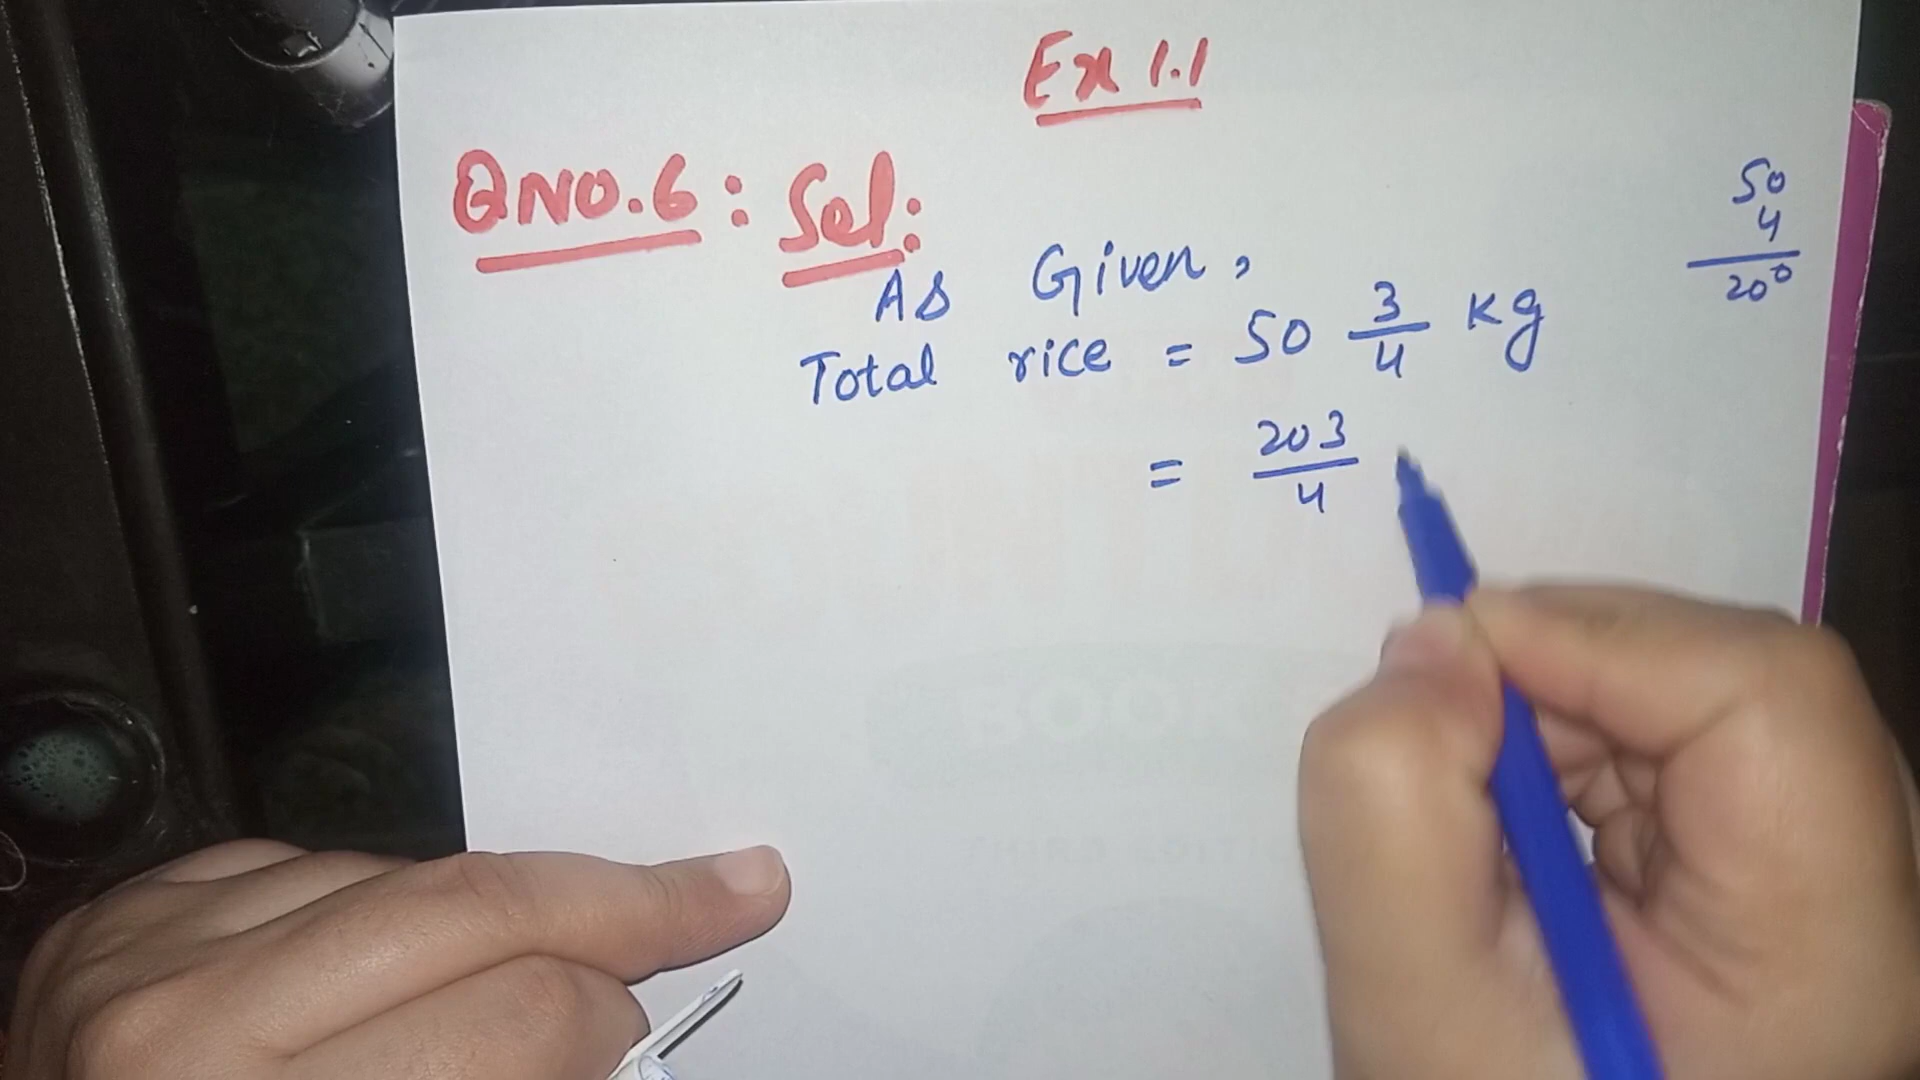 Ex 1.1
QNO.6: Sol:
As Given,
Total rice = 50 3/4 kg
= 203/4
50
4
200